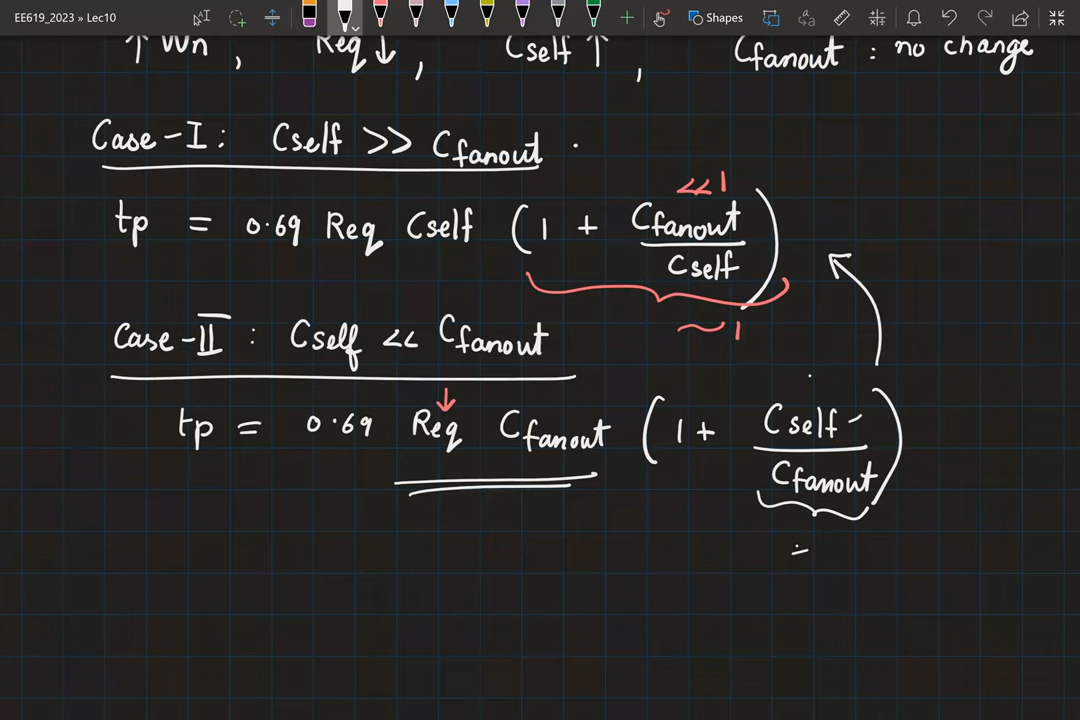 EE619_2023 » Lec10
Shapes
↑ Wn , Req ↓ , Cself ↑ , Cfanout : no change
Case-I : Cself >> Cfanout .
<<1
tp = 0.69 Req Cself (1 + Cfanout / Cself)
~1
Case-II : Cself << Cfanout
↓
tp = 0.69 Req Cfanout (1 + Cself / Cfanout)